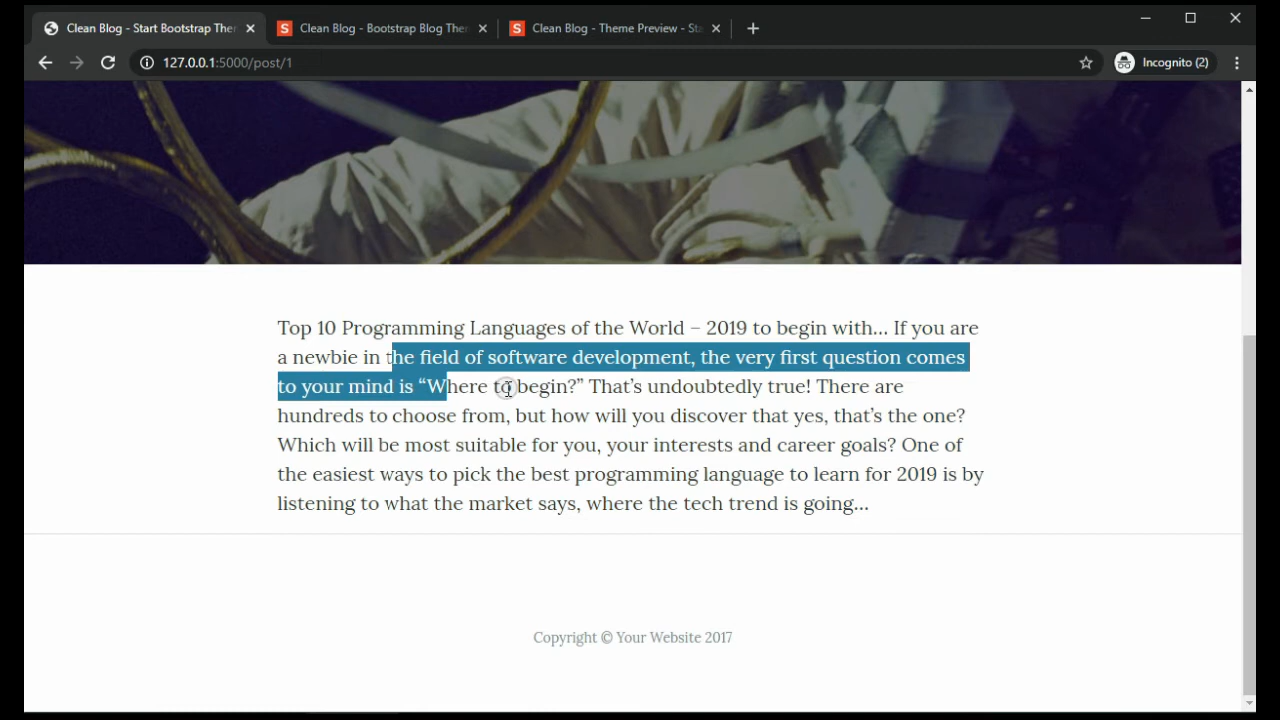 Clean Blog - Start Bootstrap Ther
S Clean Blog - Bootstrap Blog Ther
S Clean Blog - Theme Preview - Sta
127.0.0.1:5000/post/1
Incognito (2)
Top 10 Programming Languages of the World – 2019 to begin with… If you are
a newbie in the field of software development, the very first question comes
to your mind is “Where to begin?” That’s undoubtedly true! There are
hundreds to choose from, but how will you discover that yes, that’s the one?
Which will be most suitable for you, your interests and career goals? One of
the easiest ways to pick the best programming language to learn for 2019 is by
listening to what the market says, where the tech trend is going…
Copyright © Your Website 2017